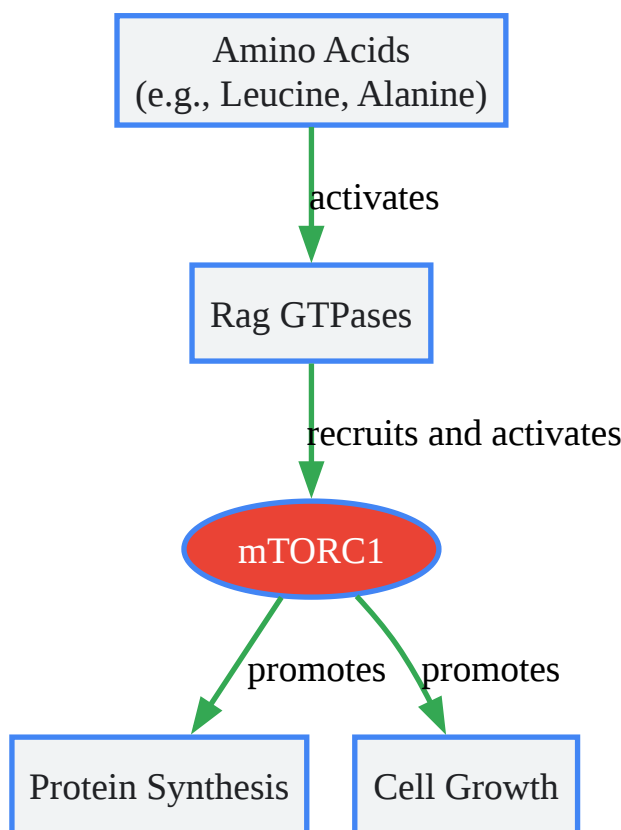 Amino Acids
(e.g., Leucine, Alanine)
activates
Rag GTPases
recruits and activates
mTORC1
promotes
promotes
Protein Synthesis
Cell Growth